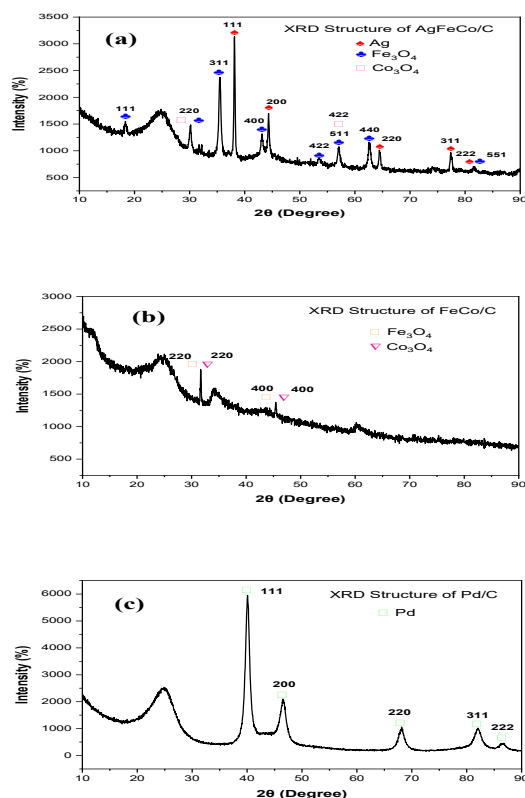 (a)
XRD Structure of AgFeCo/C
Ag
Fe₃O₄
Co₃O₄
Intensity (%)
3500
3000
2500
2000
1500
1000
500
111
220
311
111
400
200
422
422
511
440
220
311
222
551
10 20 30 40 50 60 70 80 90
2θ (Degree)
(b)
XRD Structure of FeCo/C
Fe₃O₄
Co₃O₄
Intensity (%)
3000
2500
2000
1500
1000
500
220 220
400 400
10 20 30 40 50 60 70 80 90
2θ (Degree)
(c)
XRD Structure of Pd/C
Pd
Intensity (%)
6000
5000
4000
3000
2000
1000
0
111
200
220
311
222
10 20 30 40 50 60 70 80 90
2θ (Degree)